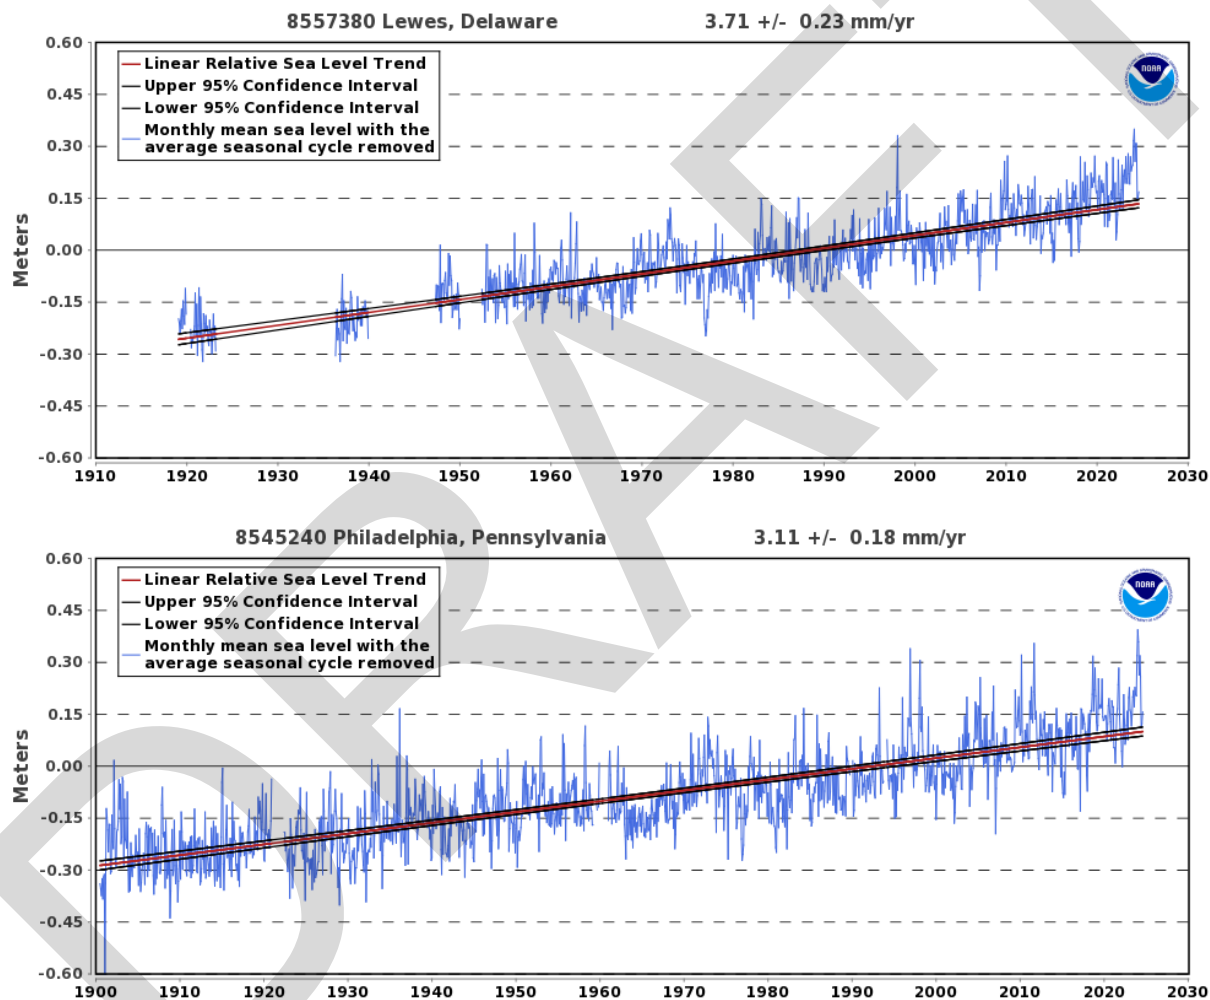 8557380 Lewes, Delaware 3.71 +/- 0.23 mm/yr
0.60
0.45
0.30
0.15
0.00
-0.15
-0.30
-0.45
-0.60
Meters
Linear Relative Sea Level Trend
Upper 95% Confidence Interval
Lower 95% Confidence Interval
Monthly mean sea level with the
average seasonal cycle removed
NOAA
1910 1920 1930 1940 1950 1960 1970 1980 1990 2000 2010 2020 2030
8545240 Philadelphia, Pennsylvania 3.11 +/- 0.18 mm/yr
0.60
0.45
0.30
0.15
0.00
-0.15
-0.30
-0.45
-0.60
Meters
Linear Relative Sea Level Trend
Upper 95% Confidence Interval
Lower 95% Confidence Interval
Monthly mean sea level with the
average seasonal cycle removed
NOAA
1900 1910 1920 1930 1940 1950 1960 1970 1980 1990 2000 2010 2020 2030
DRAFT